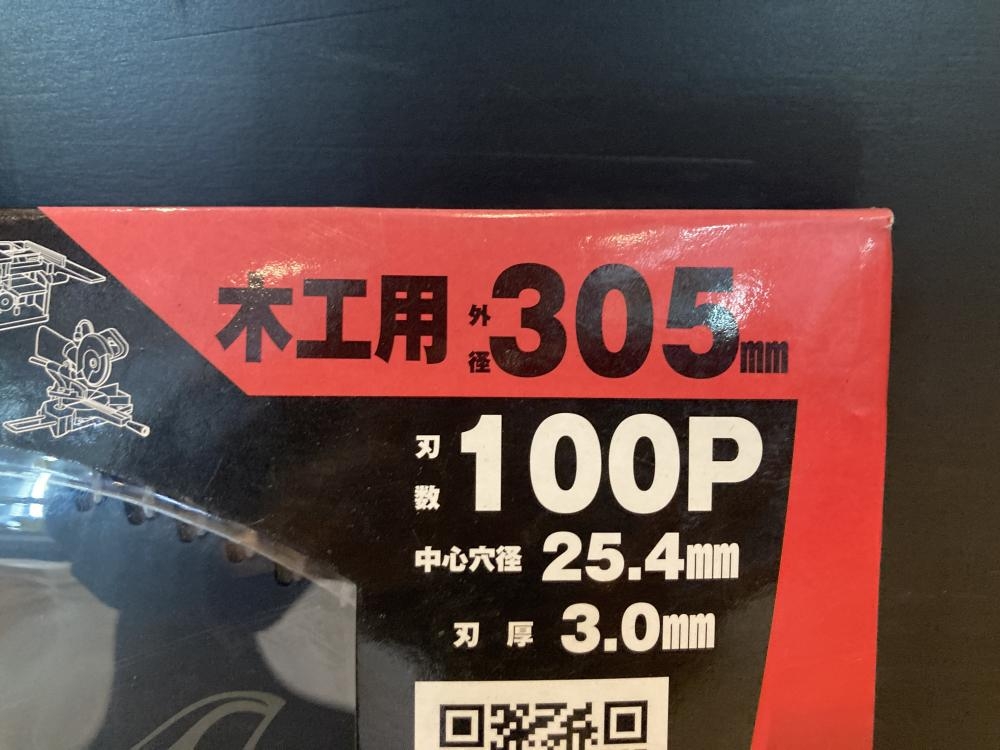 木工用 外径 305mm
刃数 100P
中心穴径 25.4mm
刃厚 3.0mm